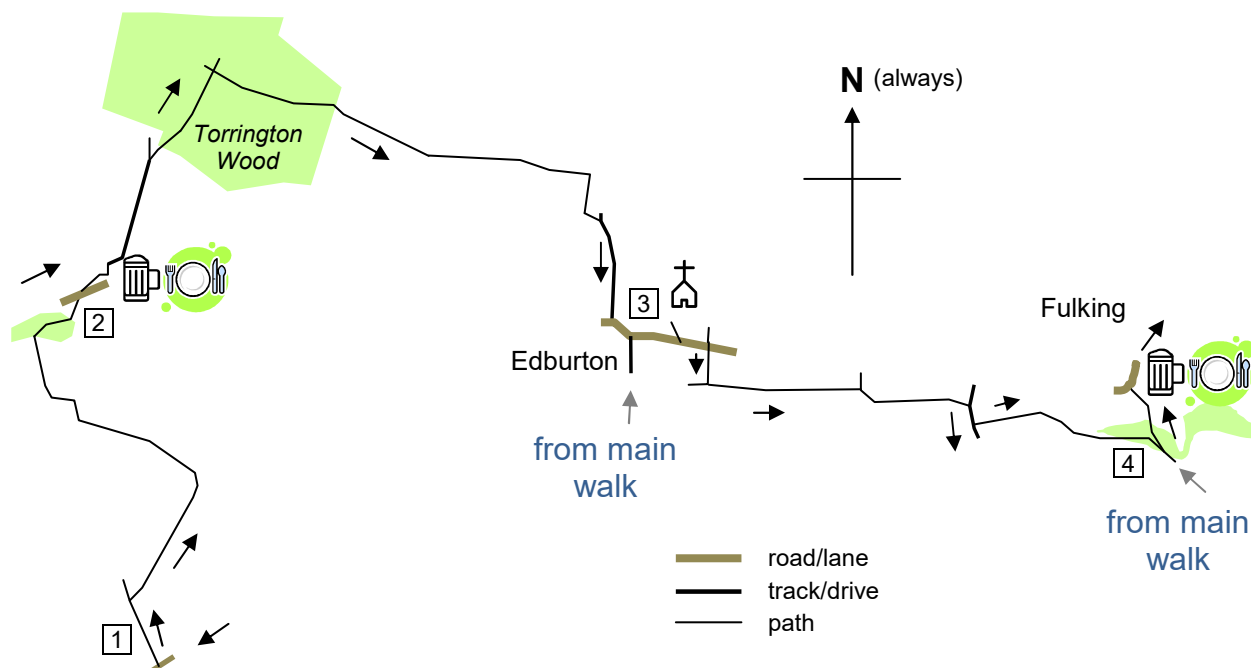 N (always)
Torrington
Wood
2
3
Fulking
Edburton
from main
walk
4
from main
walk
1
road/lane
track/drive
path